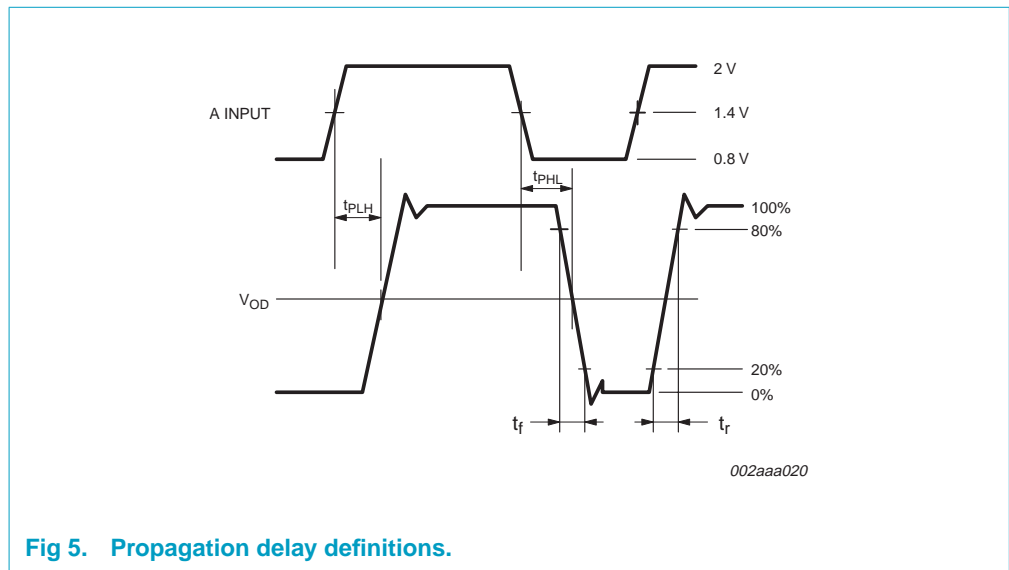 2 V
A INPUT
1.4 V
0.8 V
tPHL
tPLH
100%
80%
VOD
20%
0%
tf
tr
002aaa020
Fig 5. Propagation delay definitions.